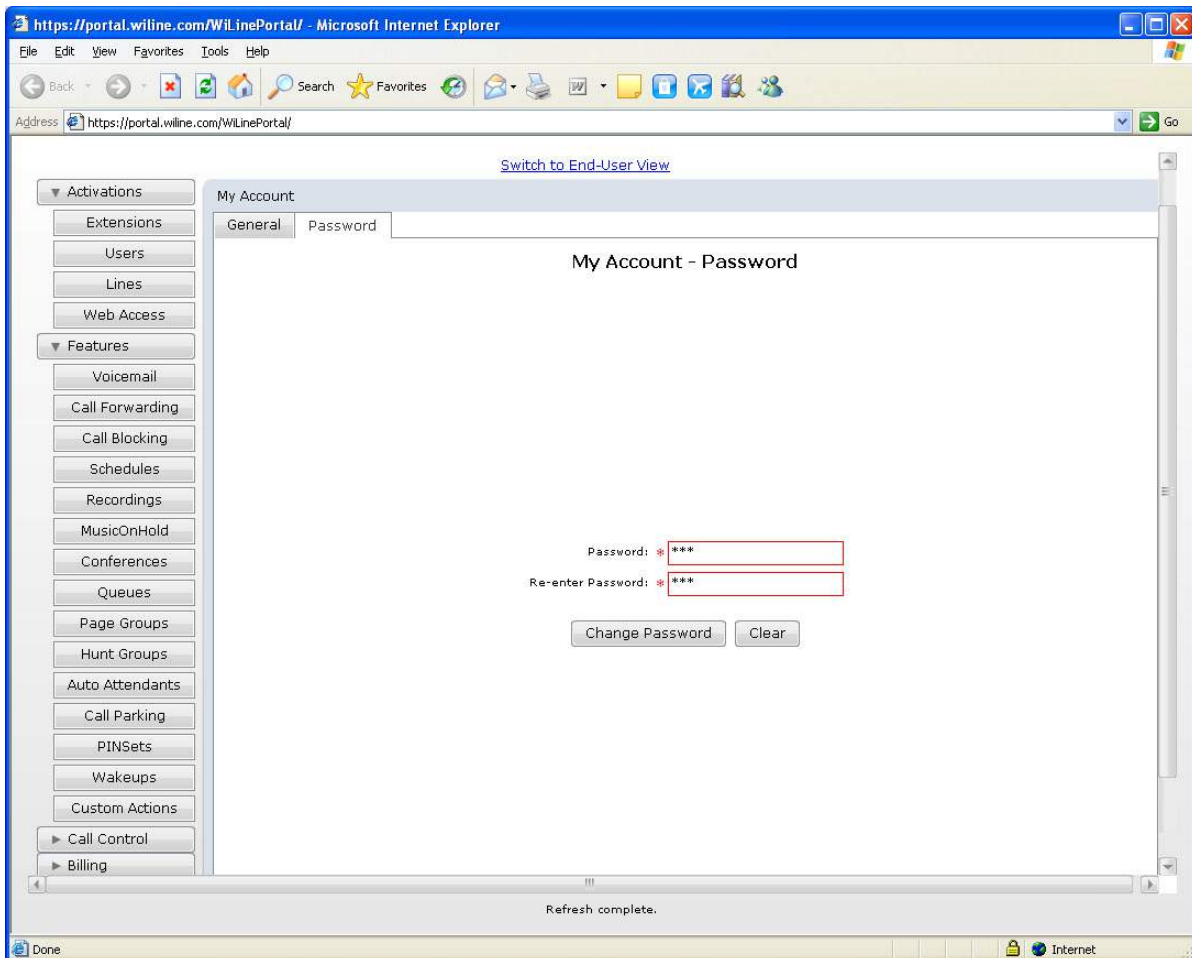 https://portal.wiline.com/WiLinePortal/ - Microsoft Internet Explorer
File Edit View Favorites Tools Help
Back Search Favorites
Address https://portal.wiline.com/WiLinePortal/ Go
Switch to End-User View
Activations
Extensions
Users
Lines
Web Access
Features
Voicemail
Call Forwarding
Call Blocking
Schedules
Recordings
MusicOnHold
Conferences
Queues
Page Groups
Hunt Groups
Auto Attendants
Call Parking
PINSets
Wakeups
Custom Actions
Call Control
Billing
My Account
General Password
My Account - Password
Password: * ***
Re-enter Password: * ***
Change Password Clear
Refresh complete.
Done Internet